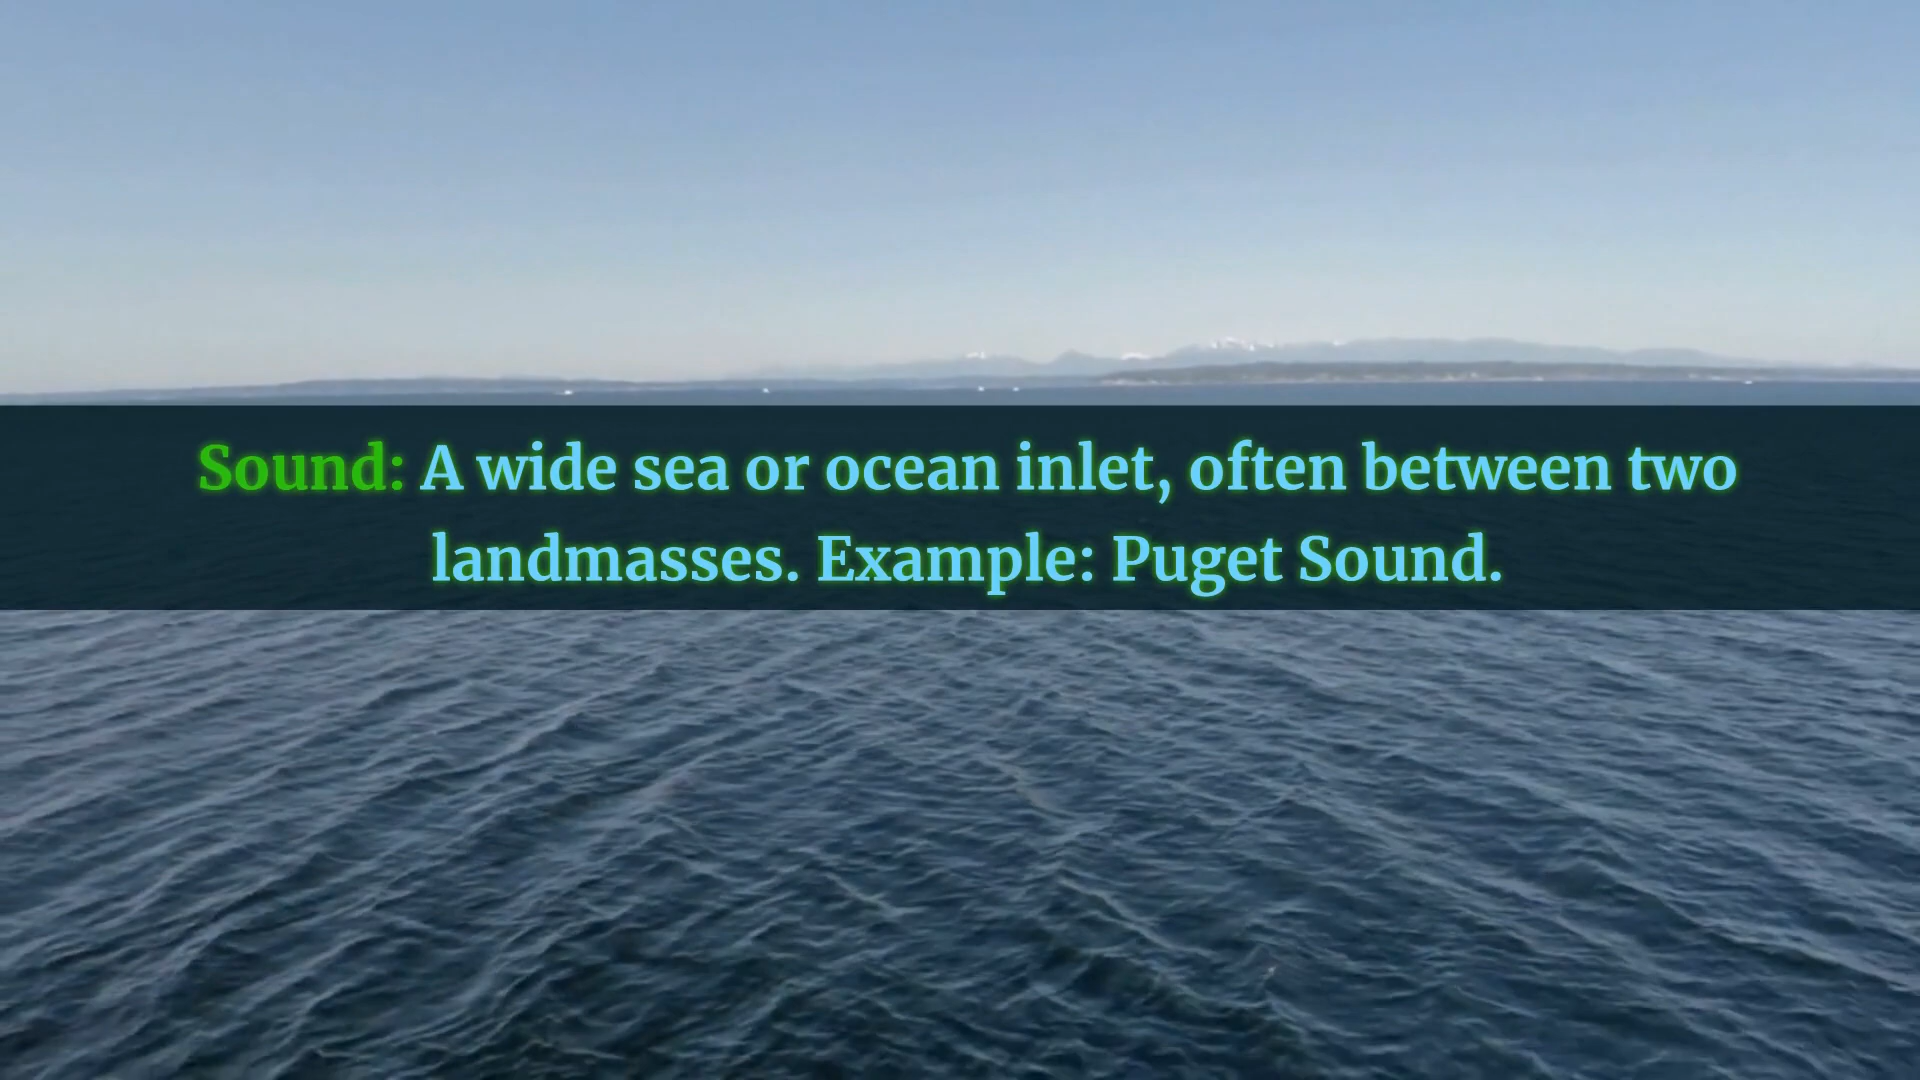 Sound: A wide sea or ocean inlet, often between two
landmasses. Example: Puget Sound.